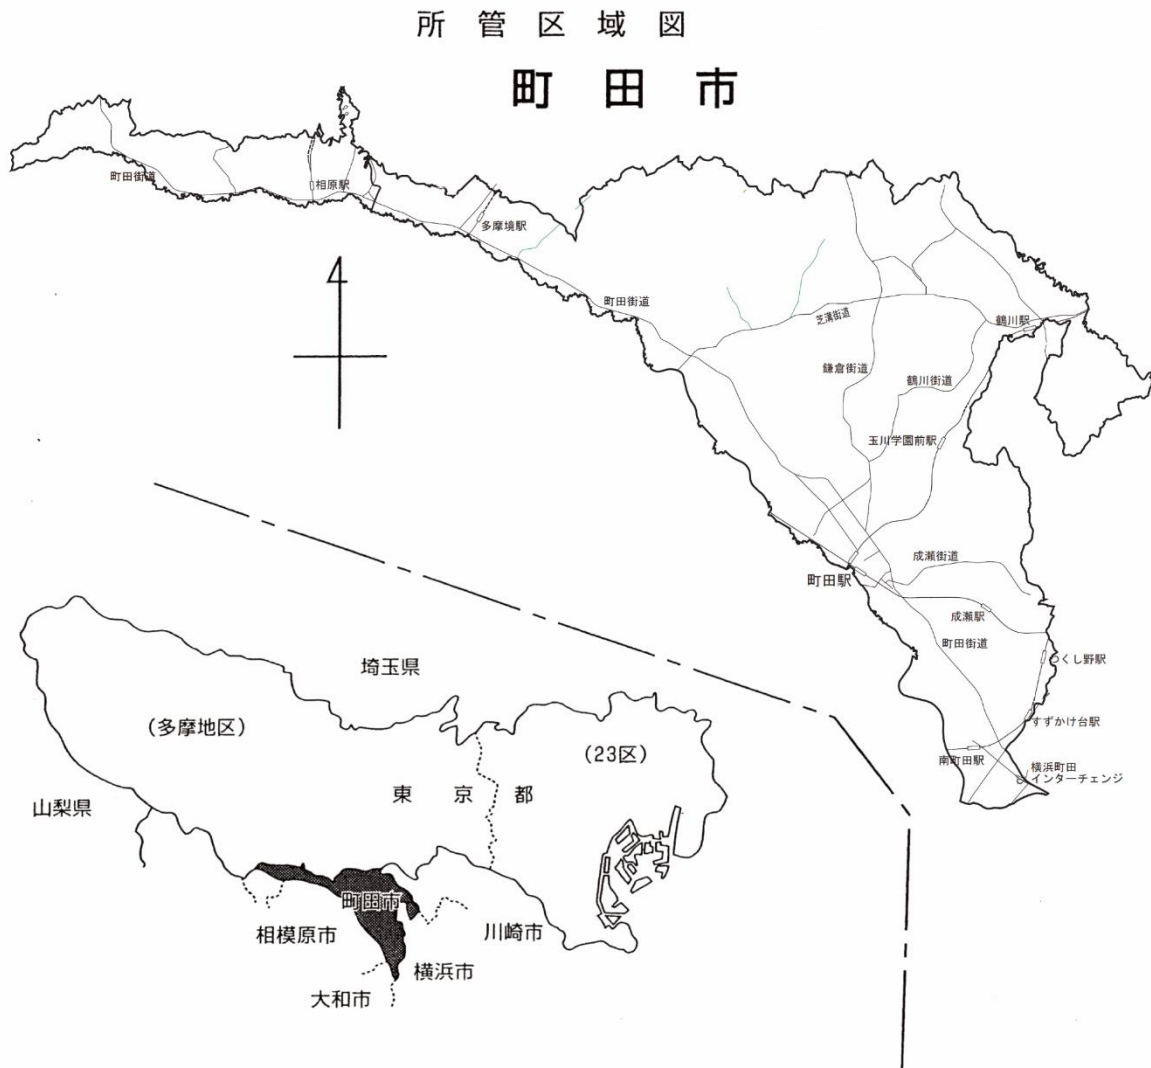 所管区域図
町田市
町田街道
相原駅
多摩境駅
町田街道
芝溝街道
鶴川駅
鎌倉街道
鶴川街道
玉川学園前駅
町田駅
成瀬街道
成瀬駅
町田街道
つくし野駅
すずかけ台駅
南町田駅
横浜町田
インターチェンジ
埼玉県
(多摩地区)
(23区)
東京都
山梨県
町田市
相模原市
川崎市
横浜市
大和市